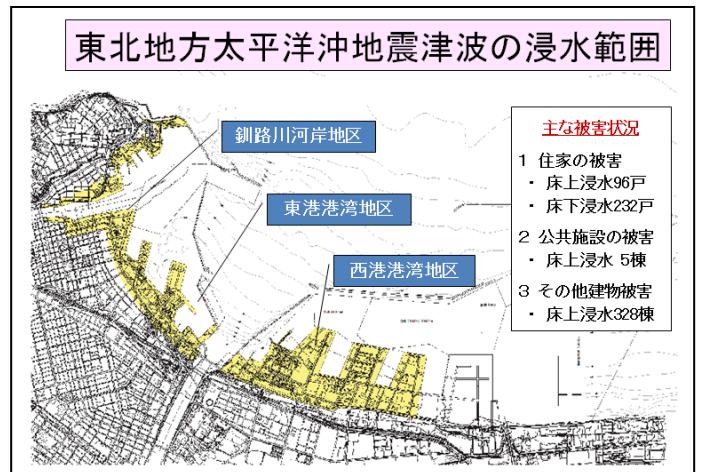 東北地方太平洋沖地震津波の浸水範囲
釧路川河岸地区
東港港湾地区
西港港湾地区
主な被害状況
1 住家の被害
・ 床上浸水96戸
・ 床下浸水232戸
2 公共施設の被害
・ 床上浸水 5棟
3 その他建物被害
・ 床上浸水328棟